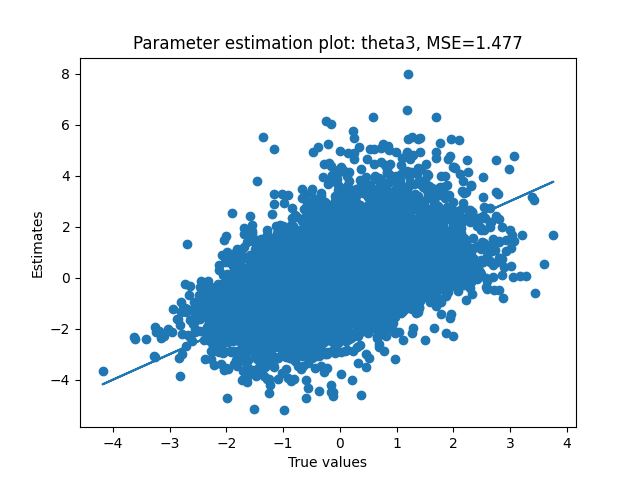 Parameter estimation plot: theta3, MSE=1.477
8
6
4
2
0
−2
−4
Estimates
−4 −3 −2 −1 0 1 2 3 4
True values